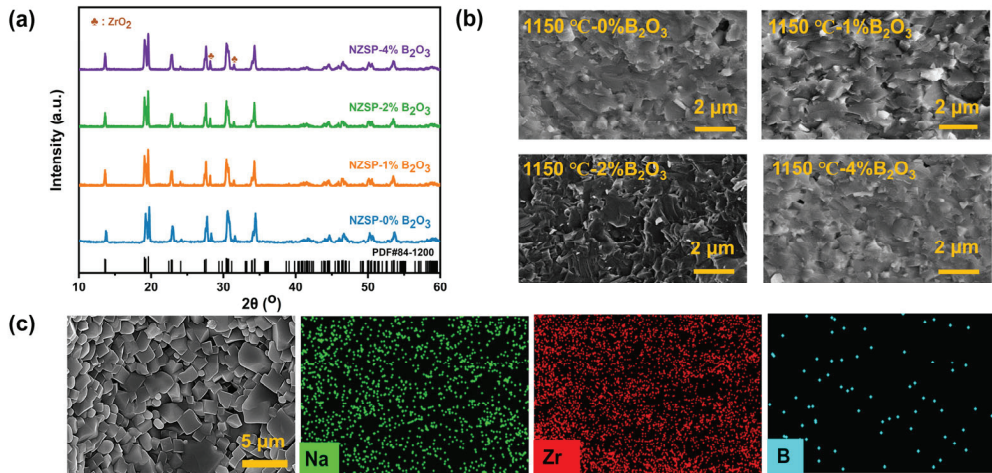 (a)
♣ : ZrO₂
NZSP-4% B₂O₃
NZSP-2% B₂O₃
NZSP-1% B₂O₃
NZSP-0% B₂O₃
PDF#84-1200
Intensity (a.u.)
10 20 30 40 50 60
2θ (°)
(b)
1150 °C-0%B₂O₃
2 μm
1150 °C-1%B₂O₃
2 μm
1150 °C-2%B₂O₃
2 μm
1150 °C-4%B₂O₃
2 μm
(c)
5 μm
Na
Zr
B